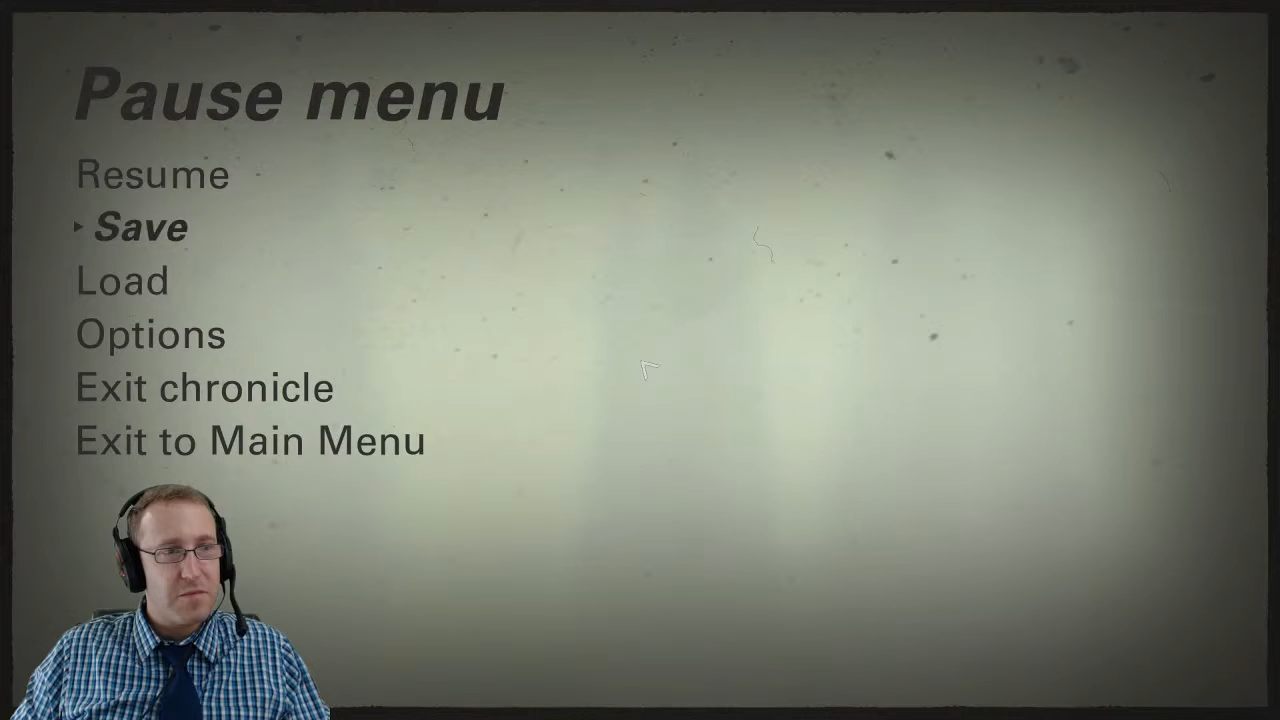 Pause menu
Resume
Save
Load
Options
Exit chronicle
Exit to Main Menu